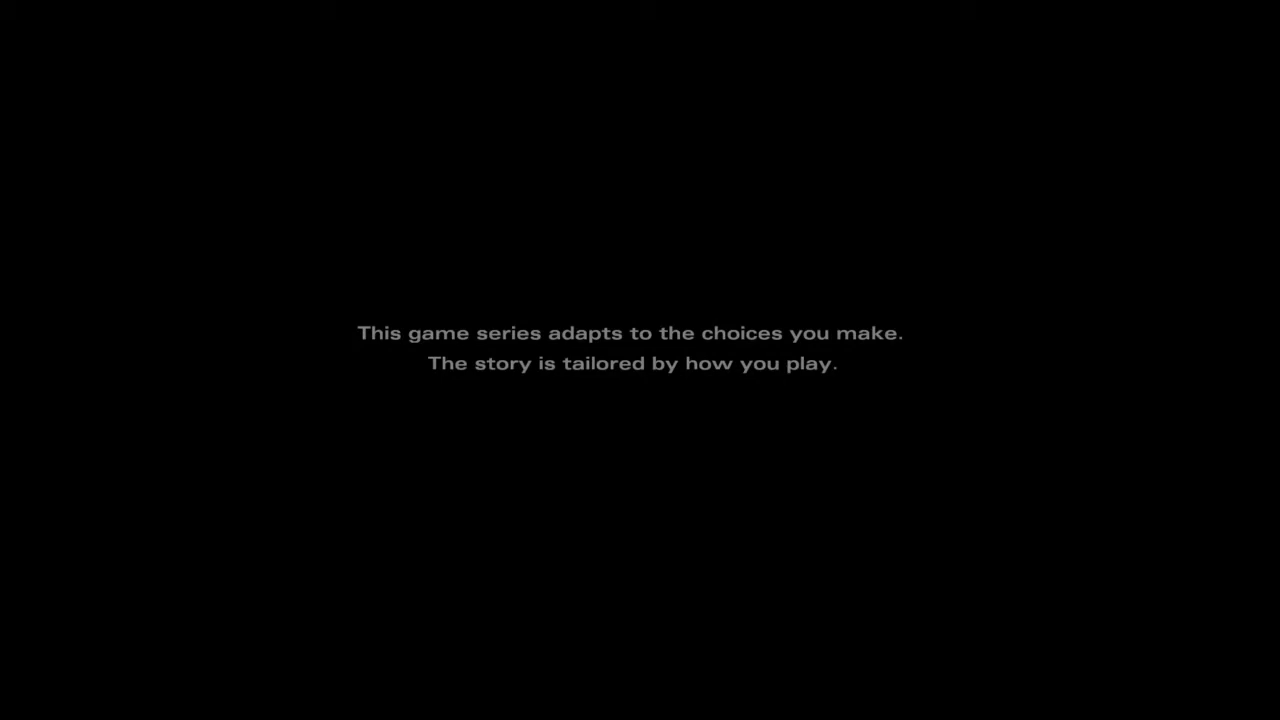 This game series adapts to the choices you make.
The story is tailored by how you play.